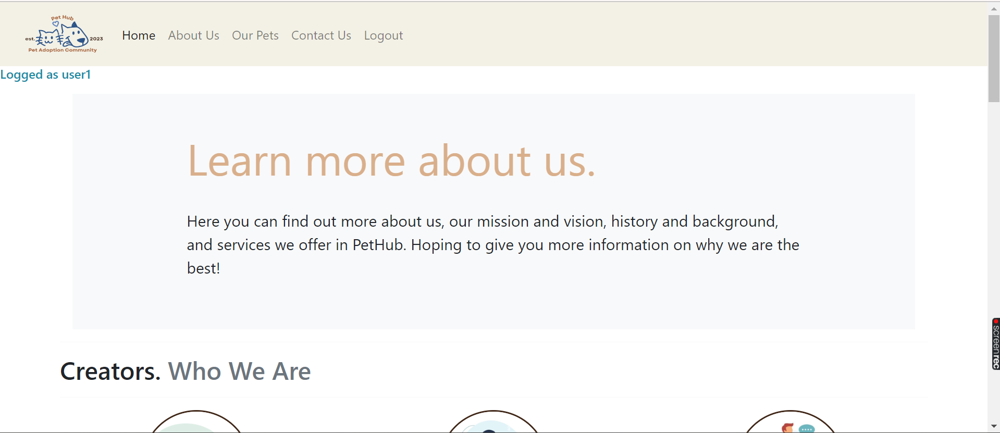 Pet Hub
est. 2023
Pet Adoption Community
Home About Us Our Pets Contact Us Logout
Logged as user1
Learn more about us.
Here you can find out more about us, our mission and vision, history and background,
and services we offer in PetHub. Hoping to give you more information on why we are the
best!
screenrec
Creators. Who We Are